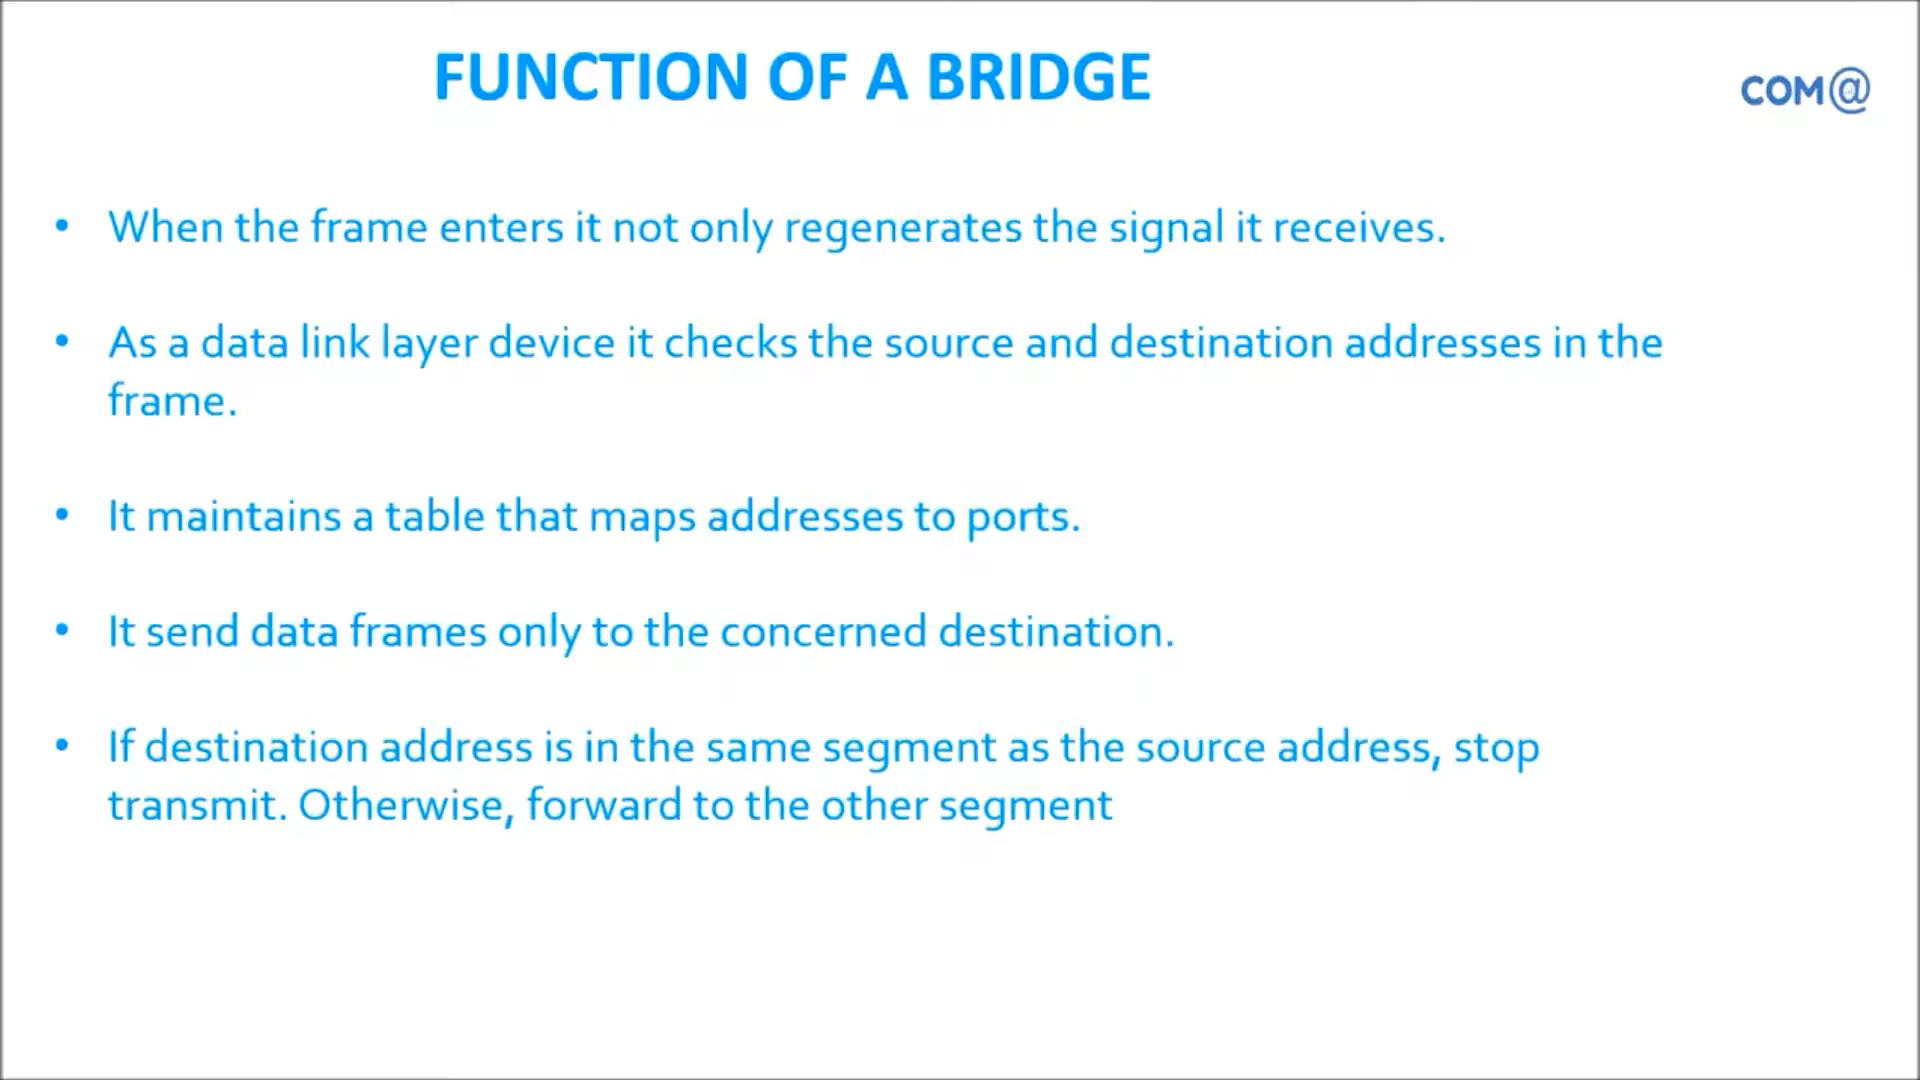 FUNCTION OF A BRIDGE
COM@
• When the frame enters it not only regenerates the signal it receives.
• As a data link layer device it checks the source and destination addresses in the
frame.
• It maintains a table that maps addresses to ports.
• It send data frames only to the concerned destination.
• If destination address is in the same segment as the source address, stop
transmit. Otherwise, forward to the other segment